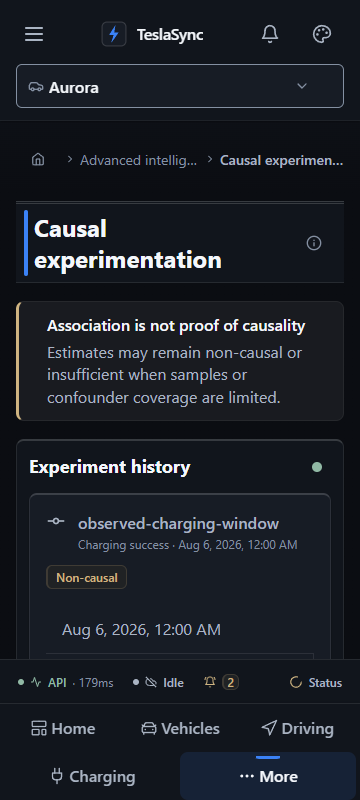 TeslaSync
Aurora
Advanced intellig... Causal experimen...
Causal
experimentation
Association is not proof of causality
Estimates may remain non-causal or
insufficient when samples or
confounder coverage are limited.
Experiment history
observed-charging-window
Charging success · Aug 6, 2026, 12:00 AM
Non-causal
Aug 6, 2026, 12:00 AM
API · 179ms Idle 2 Status
Home Vehicles Driving
Charging More